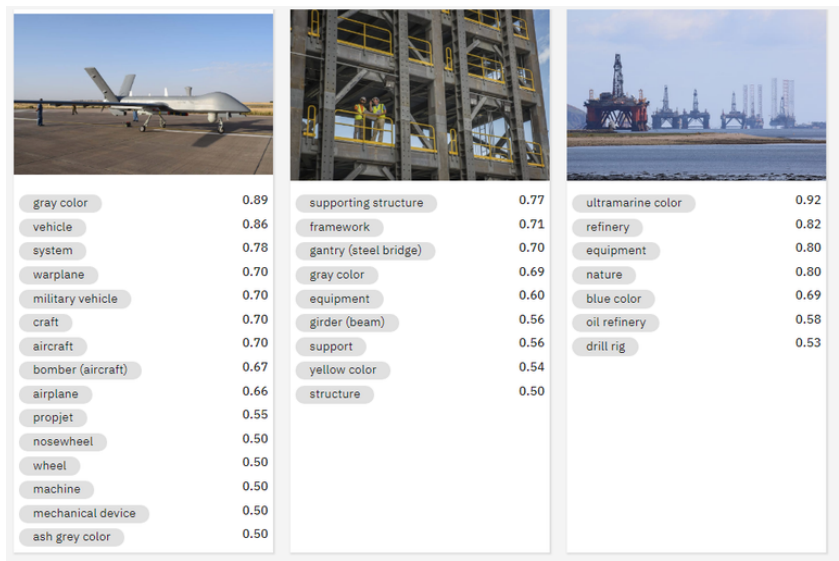 gray color 0.89
vehicle 0.86
system 0.78
warplane 0.70
military vehicle 0.70
craft 0.70
aircraft 0.70
bomber (aircraft) 0.67
airplane 0.66
propjet 0.55
nosewheel 0.50
wheel 0.50
machine 0.50
mechanical device 0.50
ash grey color 0.50
supporting structure 0.77
framework 0.71
gantry (steel bridge) 0.70
gray color 0.69
equipment 0.60
girder (beam) 0.56
support 0.56
yellow color 0.54
structure 0.50
ultramarine color 0.92
refinery 0.82
equipment 0.80
nature 0.80
blue color 0.69
oil refinery 0.58
drill rig 0.53